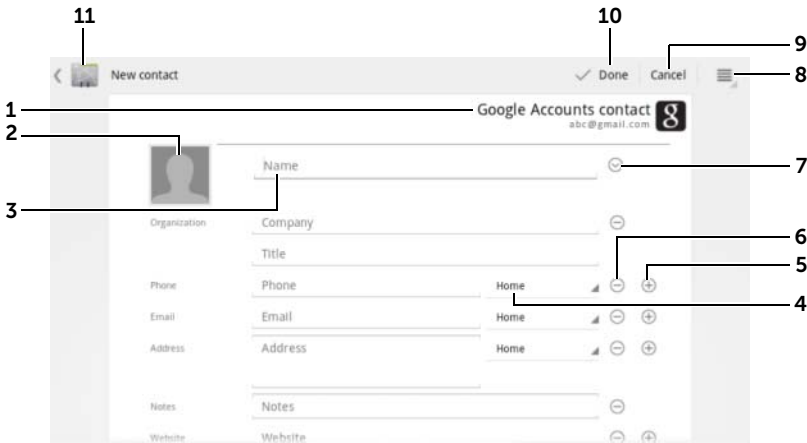 11 10
9
New contact Done Cancel 8
1 Google Accounts contact g
2 abc@gmail.com
Name 7
3
Organization Company
6
Title
5
Phone Phone Home
4
Email Email Home
Address Address Home
Notes Notes
Website Website